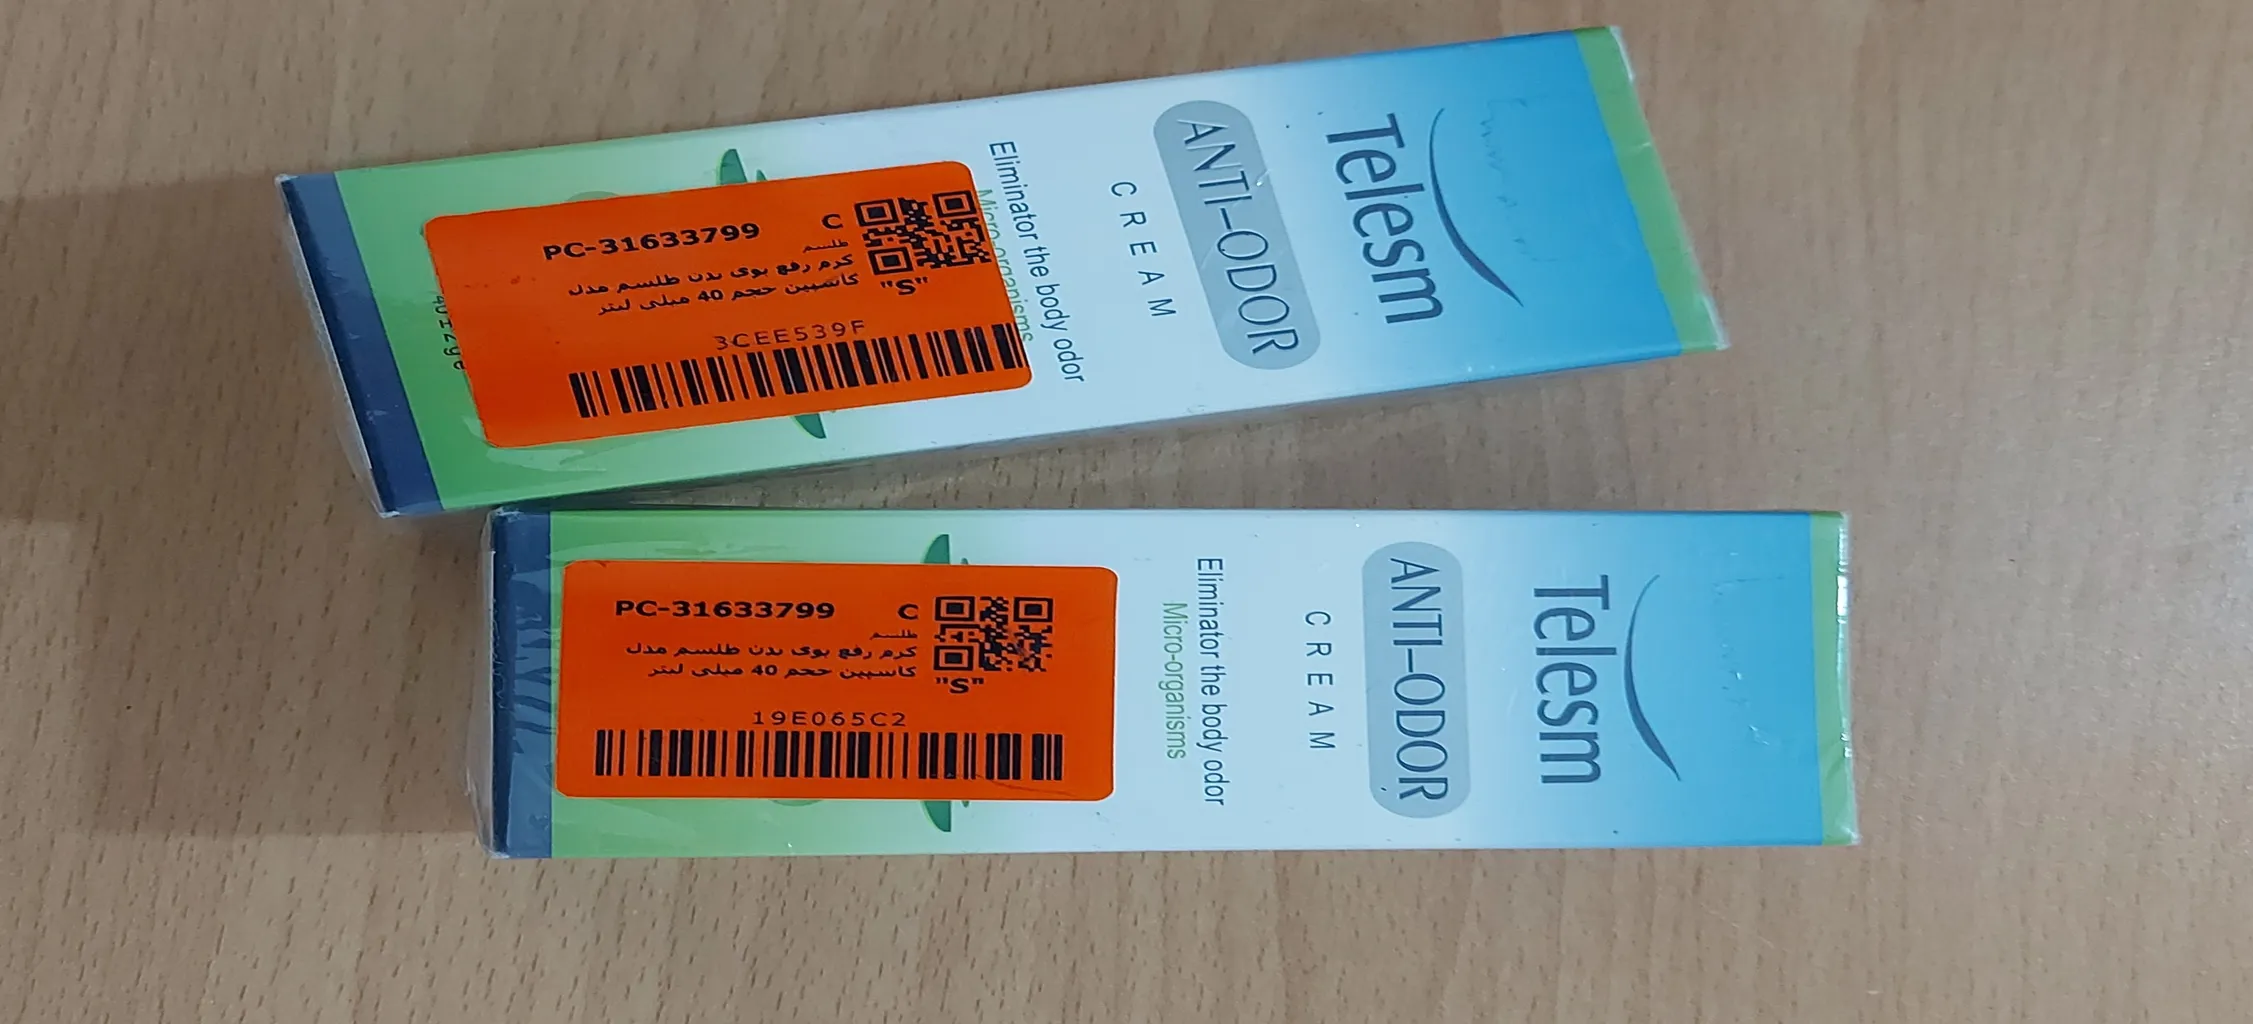 Telesm
ANTI–ODOR
CREAM
Eliminator the body odor
Micro-organisms
PC-31633799 C
طلسم
کرم رفع بوی بدن طلسم مدل
کاسپین حجم 40 میلی لیتر
"S"
3CEE539F
Telesm
ANTI–ODOR
CREAM
Eliminator the body odor
Micro-organisms
PC-31633799 C
طلسم
کرم رفع بوی بدن طلسم مدل
کاسپین حجم 40 میلی لیتر
"S"
19E065C2